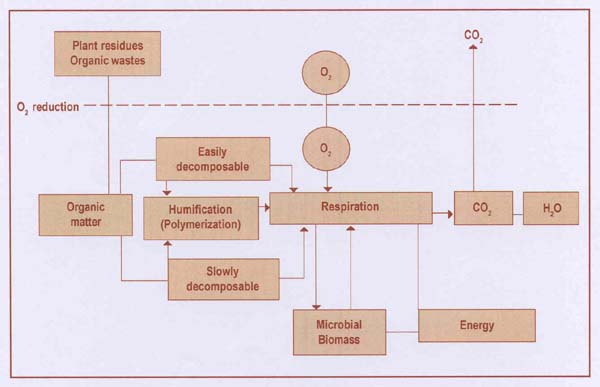 Plant residues
Organic wastes
CO2
O2
O2 reduction
O2
Easily
decomposable
Organic
matter
Humification
(Polymerization)
Respiration
CO2
H2O
Slowly
decomposable
Microbial
Biomass
Energy